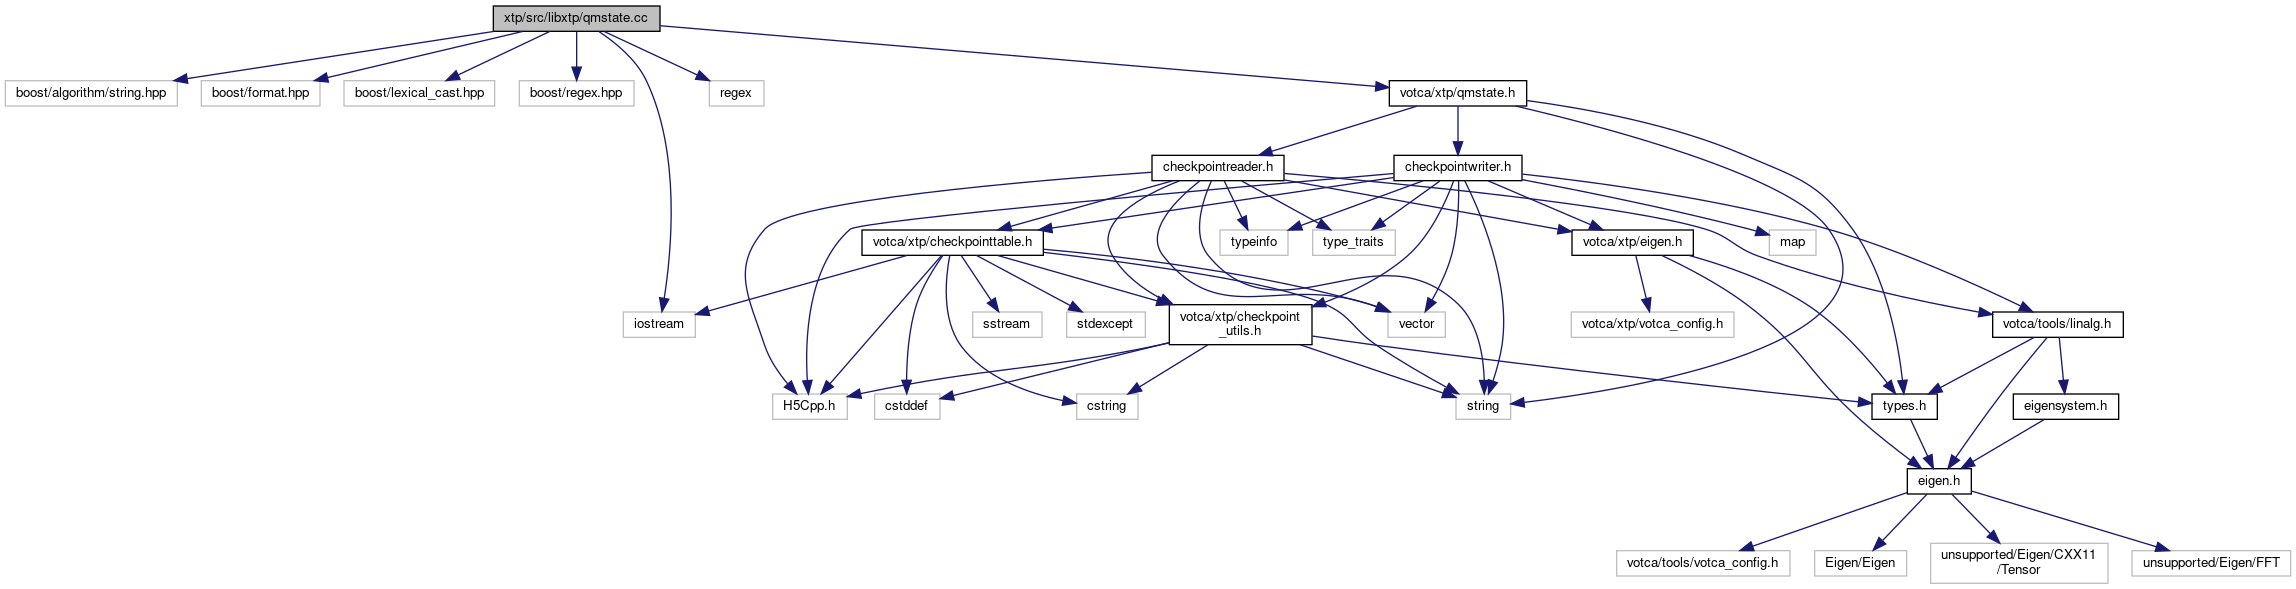 xtp/src/libxtp/qmstate.cc
boost/algorithm/string.hpp
boost/format.hpp
boost/lexical_cast.hpp
boost/regex.hpp
regex
votca/xtp/qmstate.h
checkpointreader.h
checkpointwriter.h
votca/xtp/checkpointtable.h
typeinfo
type_traits
votca/xtp/eigen.h
map
iostream
sstream
stdexcept
votca/xtp/checkpoint
_utils.h
vector
votca/xtp/votca_config.h
votca/tools/linalg.h
H5Cpp.h
cstddef
cstring
string
types.h
eigensystem.h
eigen.h
votca/tools/votca_config.h
Eigen/Eigen
unsupported/Eigen/CXX11
/Tensor
unsupported/Eigen/FFT